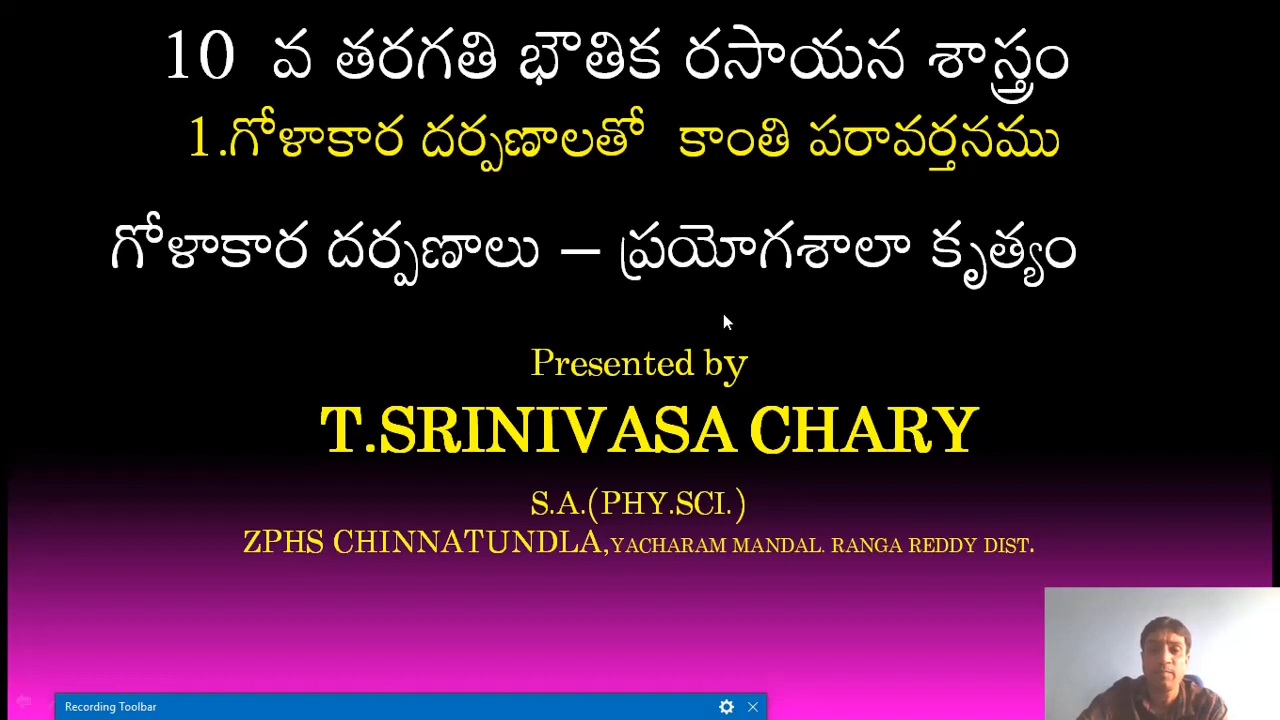 10 వ తరగతి భౌతిక రసాయన శాస్త్రం
1.గోళాకార దర్పణాలతో కాంతి పరావర్తనము
గోళాకార దర్పణాలు – ప్రయోగశాలా కృత్యం
Presented by
T.SRINIVASA CHARY
S.A.(PHY.SCI.)
ZPHS CHINNATUNDLA,YACHARAM MANDAL. RANGA REDDY DIST.
Recording Toolbar